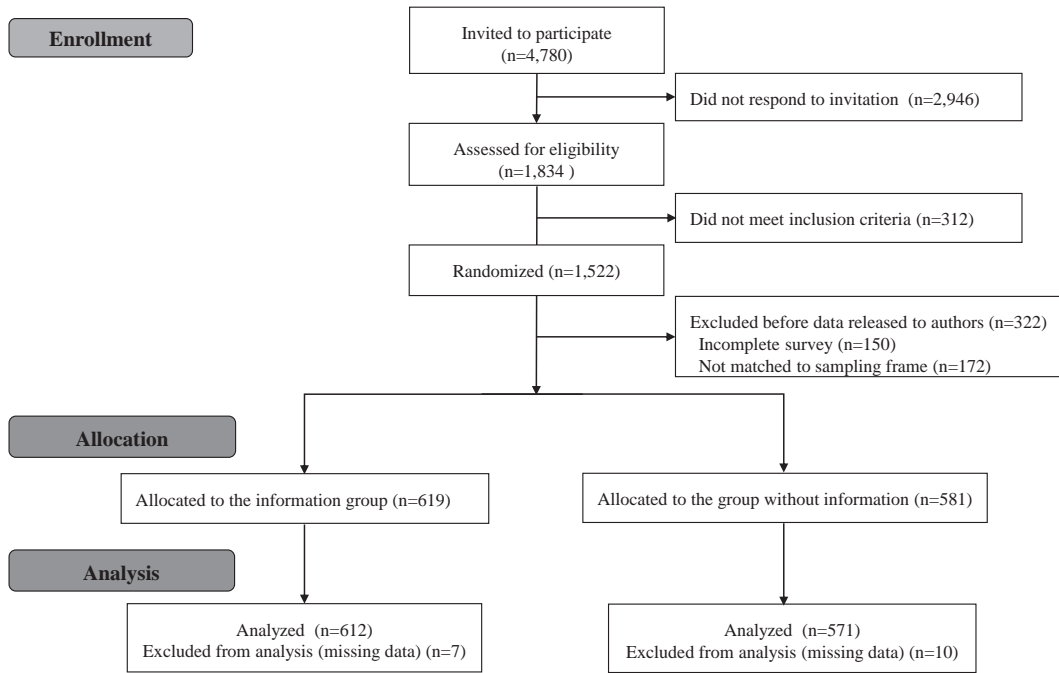 Enrollment
Invited to participate
(n=4,780)
Did not respond to invitation (n=2,946)
Assessed for eligibility
(n=1,834 )
Did not meet inclusion criteria (n=312)
Randomized (n=1,522)
Excluded before data released to authors (n=322)
Incomplete survey (n=150)
Not matched to sampling frame (n=172)
Allocation
Allocated to the information group (n=619)
Allocated to the group without information (n=581)
Analysis
Analyzed (n=612)
Excluded from analysis (missing data) (n=7)
Analyzed (n=571)
Excluded from analysis (missing data) (n=10)